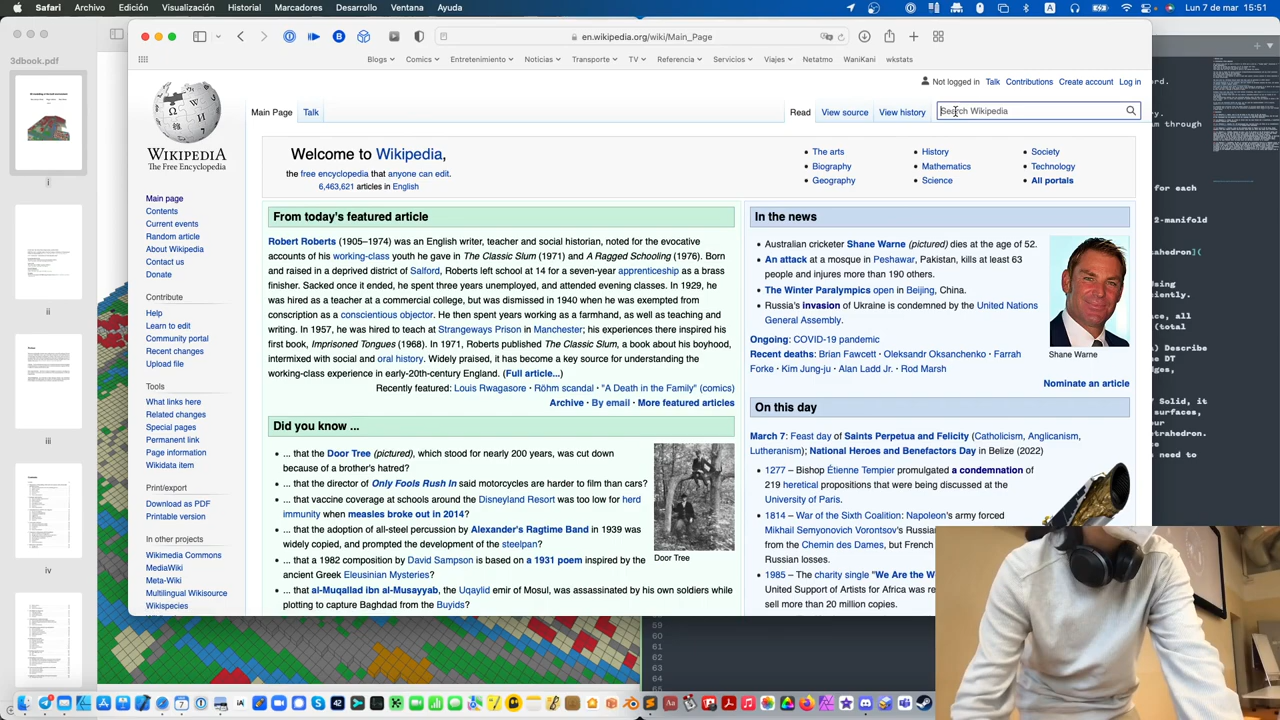 Safari Archivo Edición Visualización Historial Marcadores Desarrollo Ventana Ayuda
Lun 7 mar 15:51
3dbook.pdf
en.wikipedia.org/wiki/Main_Page
Blogs Comics Entretenimiento Noticias TV Transporte Referencia Servicios Viajes Netatmo WaniKani wkstats
Not logged in Talk Contributions Create account Log in
Main Page Talk Read View source View history Search Wikipedia
WIKIPEDIA
The Free Encyclopedia
Main page
Contents
Current events
Random article
About Wikipedia
Contact us
Donate
Contribute
Help
Learn to edit
Community portal
Recent changes
Upload file
Tools
What links here
Related changes
Special pages
Permanent link
Page information
Wikidata item
Print/export
Download as PDF
Printable version
In other projects
Wikimedia Commons
MediaWiki
Meta-Wiki
Multilingual Wikisource
Wikispecies
Welcome to Wikipedia,
the free encyclopedia that anyone can edit.
6,463,621 articles in English
The arts
Biography
Geography
History
Mathematics
Science
Society
Technology
All portals
From today's featured article
Robert Roberts (1905–1974) was an English writer, teacher and social historian, noted for the evocative
accounts of his working-class youth he gave in The Classic Slum (1971) and A Ragged Schooling (1976). Born
and raised in a deprived district of Salford, Roberts left school at 14 for a seven-year apprenticeship as a brass
finisher. Sacked once it ended, he spent three years unemployed, and attended evening classes. In 1929,
he was hired as a teacher at a commercial college, but was dismissed in 1940 when he was exempted from
conscription as a conscientious objector. He then spent years working as a farmhand, as well as teaching and
writing. In 1957, he was hired to teach at Strangeways Prison in Manchester; his experiences there inspired his
first book, Imprisoned Tongues (1968). In 1971, Roberts published The Classic Slum, a book about his boyhood,
intermixed with social and oral history. Widely praised, it has become a key source for understanding the
working-class experience in early-20th-century England. (Full article...)
Recently featured: Louis Rwagasore · Röhm scandal · "A Death in the Family" (comics)
Archive · By email · More featured articles
Did you know ...
... that the Door Tree (pictured), which stood for nearly 200 years, was cut down
because of a brother's hatred?
... that the director of Only Fools Rush In said motorcycles are harder to film than cars?
... that vaccine coverage at schools around the Disneyland Resort was too low for herd
immunity when measles broke out in 2014?
... that the adoption of all-steel percussion by Alexander's Ragtime Band in 1939 was
widely copied, and prompted the development of the steelpan?
... that a 1982 composition by David Sampson is based on a 1931 poem inspired by the
ancient Greek Eleusinian Mysteries?
... that al-Muqallad ibn al-Musayyab, the Uqaylid emir of Mosul, was assassinated by his own soldiers while
plotting to capture Baghdad from the Buyids?
Door Tree
In the news
Australian cricketer Shane Warne (pictured) dies at the age of 52.
An attack at a mosque in Peshawar, Pakistan, kills at least 63
people and injures more than 190 others.
The Winter Paralympics open in Beijing, China.
Russia's invasion of Ukraine is condemned by the United Nations
General Assembly.
Shane Warne
Ongoing: COVID-19 pandemic
Recent deaths: Brian Fawcett · Oleksandr Oksanchenko · Farrah
Forke · Kim Jung-ju · Alan Ladd Jr. · Rod Marsh
Nominate an article
On this day
March 7: Feast day of Saints Perpetua and Felicity (Catholicism, Anglicanism,
Lutheranism); National Heroes and Benefactors Day in Belize (2022)
1277 – Bishop Étienne Tempier promulgated a condemnation of
219 heretical propositions that were being discussed at the
University of Paris.
1814 – War of the Sixth Coalition: Napoleon's army forced
Mikhail Semyonovich Vorontsov's Russia
from the Chemin des Dames, but French
Russian losses.
1985 – The charity single "We Are the W
United Support of Artists for Africa was re
sell more than 20 million copies.
i
ii
iii
iv
ord.
am through
for each
2-manifold
ahedron](
Using
ciently.
ace, all
(total
) Describe
he DT
dges,
/ Solid, it
surfaces,
our
etrahedron.
need to
59
60
61
62
63
64